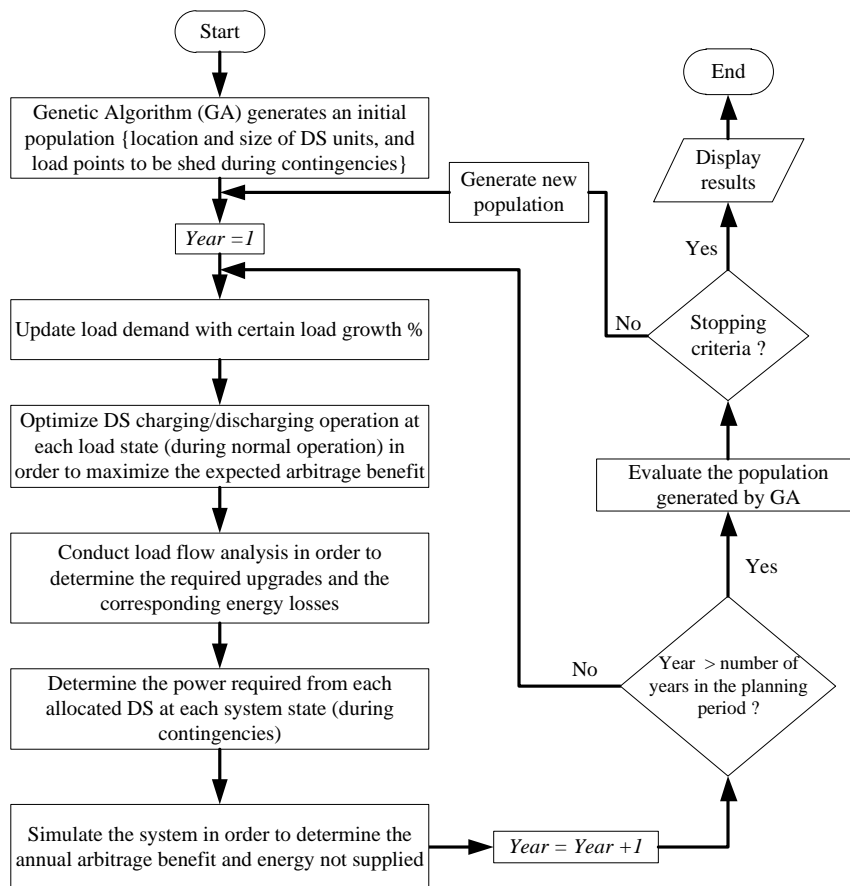 Start
Genetic Algorithm (GA) generates an initial
population {location and size of DS units, and
load points to be shed during contingencies}
Year =1
Update load demand with certain load growth %
Optimize DS charging/discharging operation at
each load state (during normal operation) in
order to maximize the expected arbitrage benefit
Conduct load flow analysis in order to
determine the required upgrades and the
corresponding energy losses
Determine the power required from each
allocated DS at each system state (during
contingencies)
Simulate the system in order to determine the
annual arbitrage benefit and energy not supplied
Year = Year +1
Year > number of
years in the planning
period ?
No
Yes
Evaluate the population
generated by GA
Stopping
criteria ?
No
Generate new
population
Yes
Display
results
End